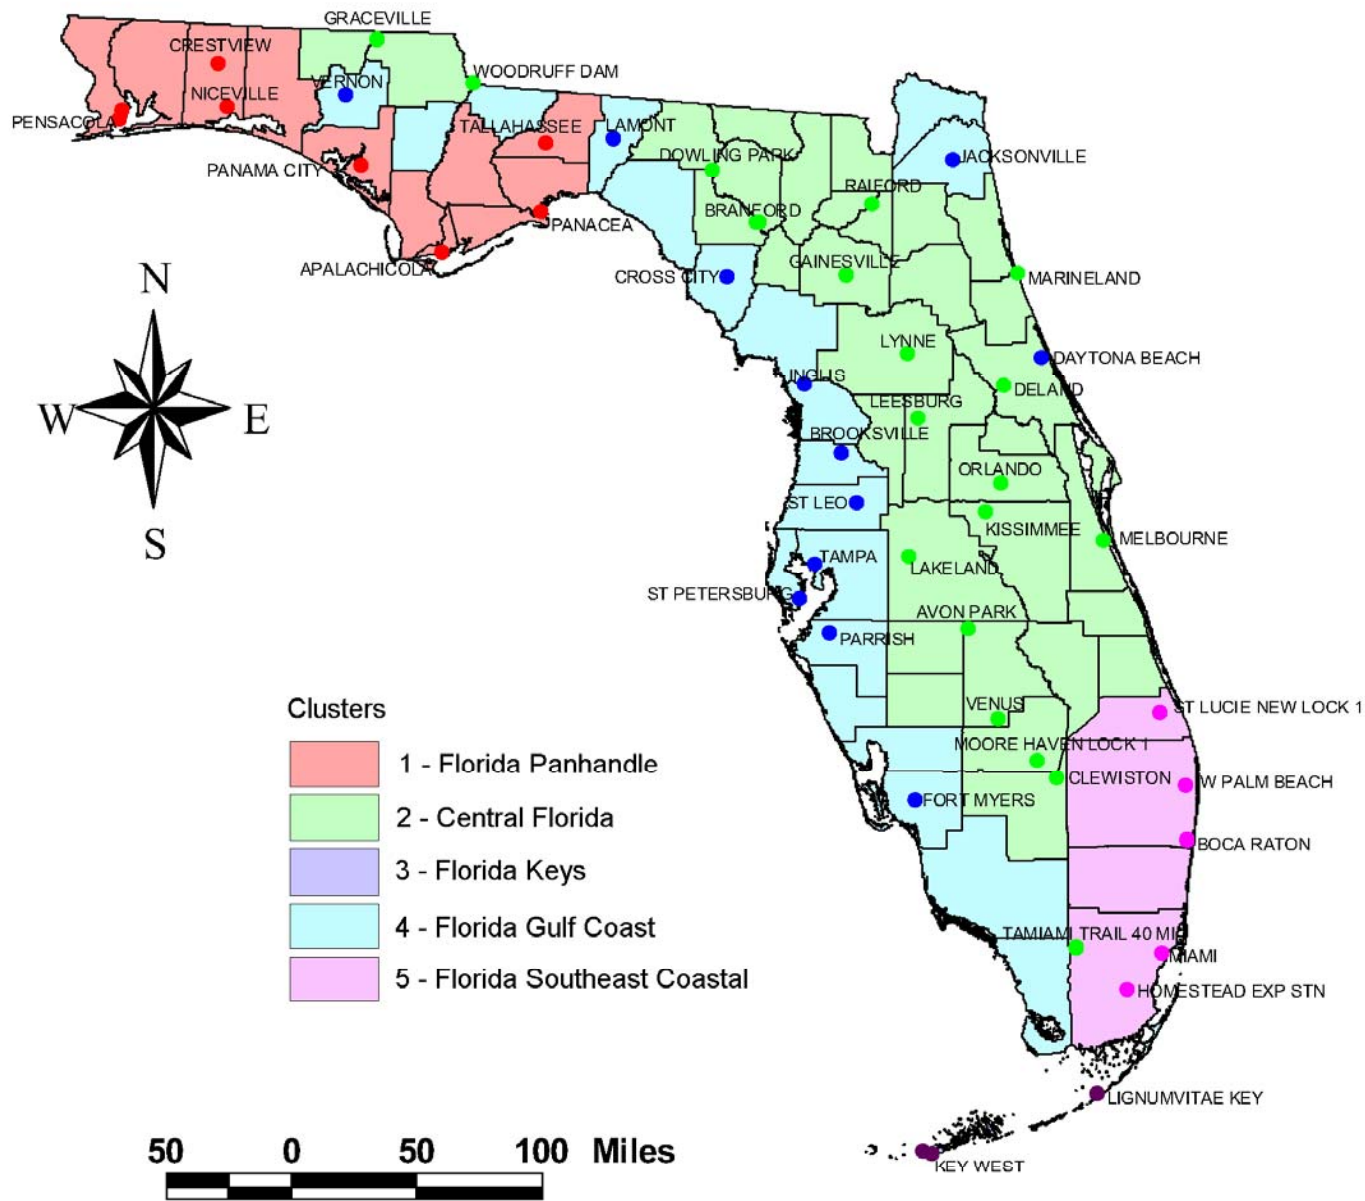 GRACEVILLE
CRESTVIEW
WOODRUFF DAM
VERNON
NICEVILLE
PENSACOLA
TALLAHASSEE
LAMONT
DOWLING PARK
JACKSONVILLE
PANAMA CITY
RAIFORD
BRANFORD
PANACEA
GAINESVILLE
APALACHICOLA
CROSS CITY
MARINELAND
N
W
E
S
LYNNE
DAYTONA BEACH
INGLIS
DELAND
LEESBURG
BROOKSVILLE
ORLANDO
ST LEO
KISSIMMEE
MELBOURNE
TAMPA
LAKELAND
ST PETERSBURG
AVON PARK
PARRISH
VENUS
ST LUCIE NEW LOCK 1
MOORE HAVEN LOCK 1
CLEWISTON
W PALM BEACH
FORT MYERS
BOCA RATON
TAMIAMI TRAIL 40 MI
MIAMI
HOMESTEAD EXP STN
LIGNUMVITAE KEY
KEY WEST
Clusters
1 - Florida Panhandle
2 - Central Florida
3 - Florida Keys
4 - Florida Gulf Coast
5 - Florida Southeast Coastal
50 0 50 100 Miles